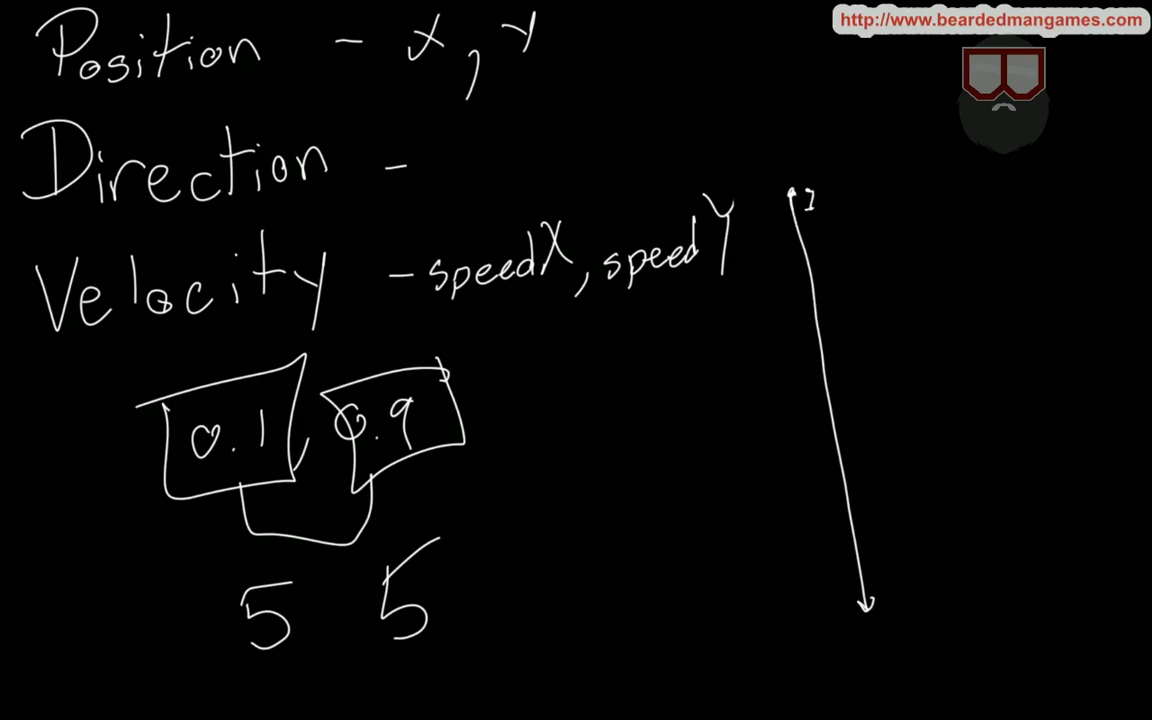 http://www.beardedmangames.com
Position - x, Y
Direction -
Velocity - speedX, speedY
0.1, 0.9
5 5